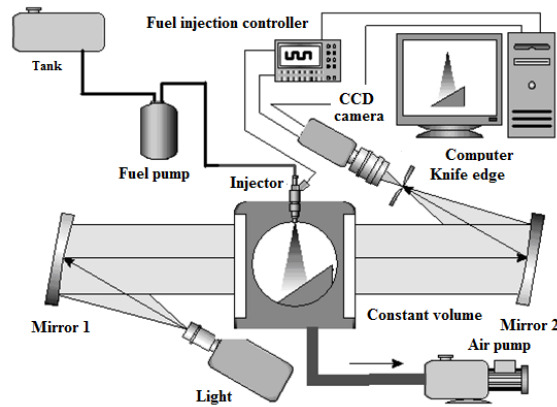 Fuel injection controller
Tank
CCD
camera
Fuel pump
Computer
Knife edge
Injector
Constant volume
Mirror 1
Mirror 2
Air pump
Light